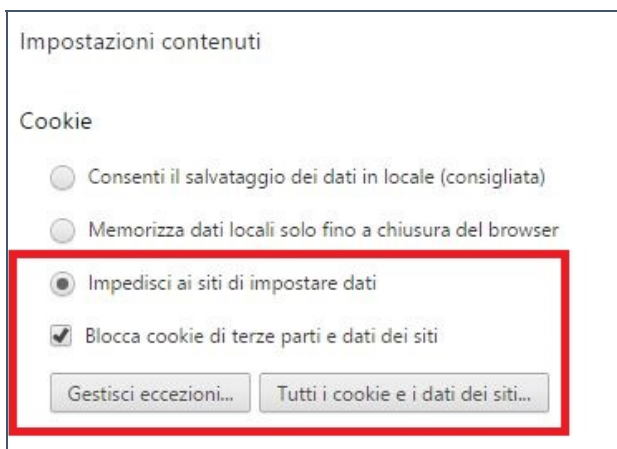 Impostazioni contenuti
Cookie
Consenti il salvataggio dei dati in locale (consigliata)
Memorizza dati locali solo fino a chiusura del browser
Impedisci ai siti di impostare dati
Blocca cookie di terze parti e dati dei siti
Gestisci eccezioni... Tutti i cookie e i dati dei siti...